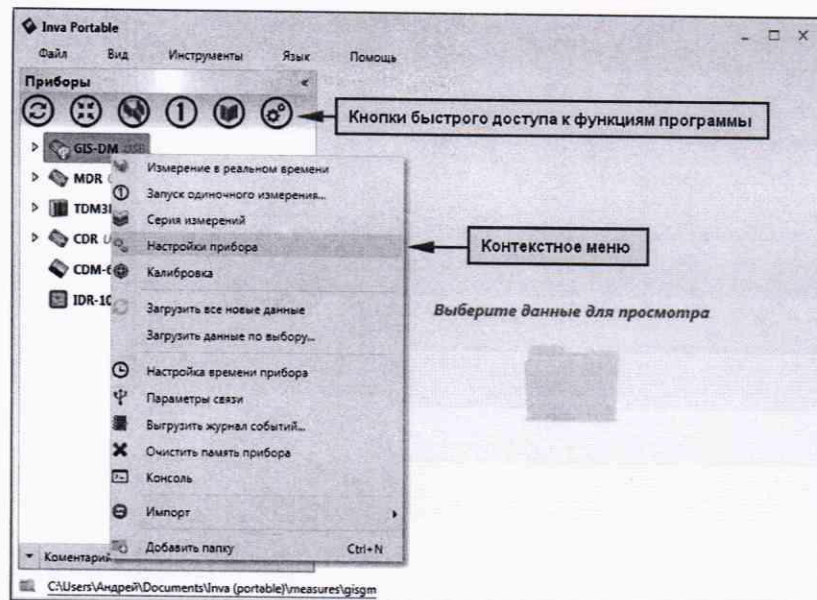 Inva Portable
Файл Вид Инструменты Язык Помощь
Приборы
1
Кнопки быстрого доступа к функциям программы
GIS-DM USB
MDR
TDM3
CDR
CDM-6
IDR-10
Измерение в реальном времени
Запуск одиночного измерения...
Серия измерений
Настройки прибора
Контекстное меню
Калибровка
Загрузить все новые данные
Загрузить данные по выбору...
Выберите данные для просмотра
Настройка времени прибора
Параметры связи
Выгрузить журнал событий...
Очистить память прибора
Консоль
Импорт
Добавить папку Ctrl+N
Коментарий
C:\Users\Андрей\Documents\Inva (portable)\measures\gisgm